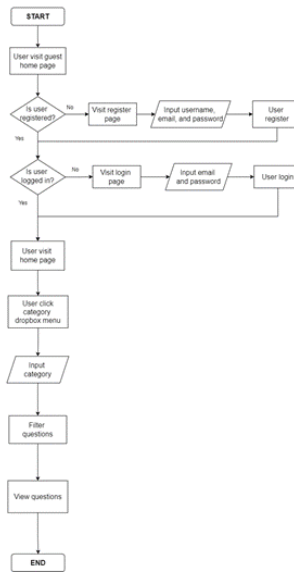 START
User visit guest
home page
Is user
registered?
No
Visit register
page
Input username,
email, and password
User
register
Yes
Is user
logged in?
No
Visit login
page
Input email
and password
User login
Yes
User visit
home page
User click
category
dropbox menu
Input
category
Filter
questions
View questions
END